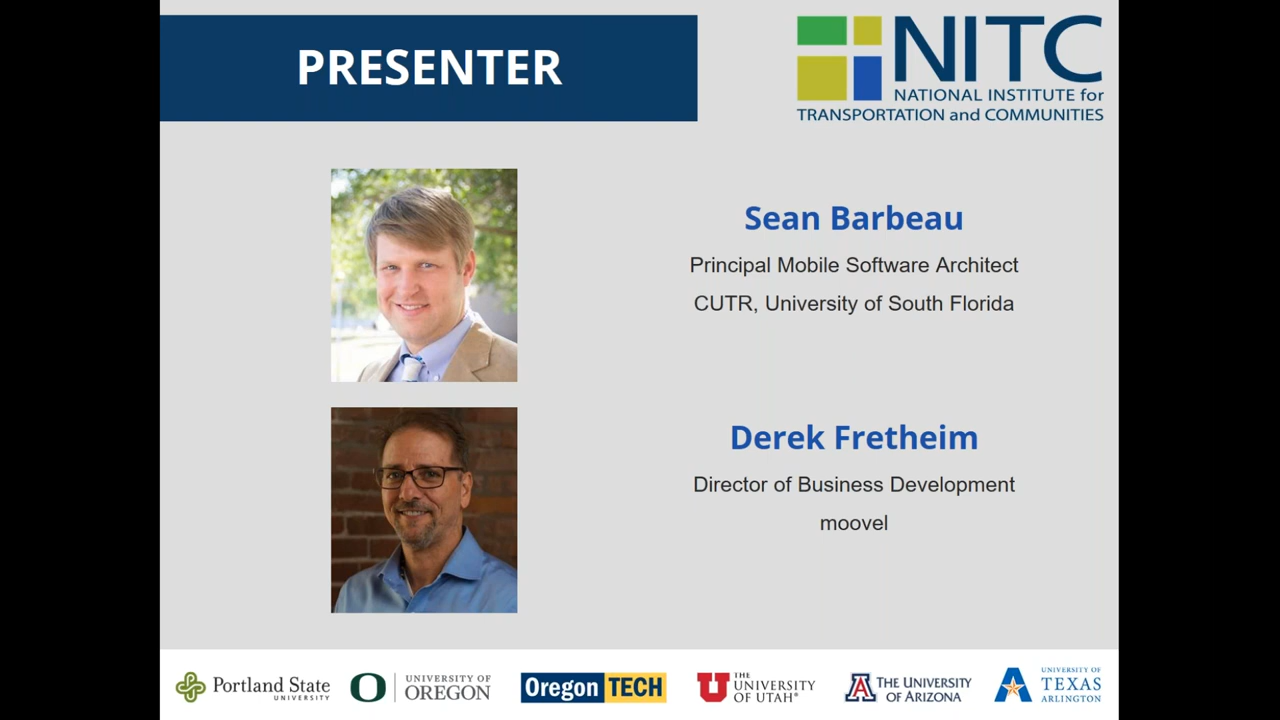 PRESENTER
NITC
NATIONAL INSTITUTE for
TRANSPORTATION and COMMUNITIES
Sean Barbeau
Principal Mobile Software Architect
CUTR, University of South Florida
Derek Fretheim
Director of Business Development
moovel
Portland State
UNIVERSITY
O
UNIVERSITY OF
OREGON
Oregon TECH
U
THE
UNIVERSITY
OF UTAH®
A
THE UNIVERSITY
OF ARIZONA
A
UNIVERSITY OF
TEXAS
ARLINGTON